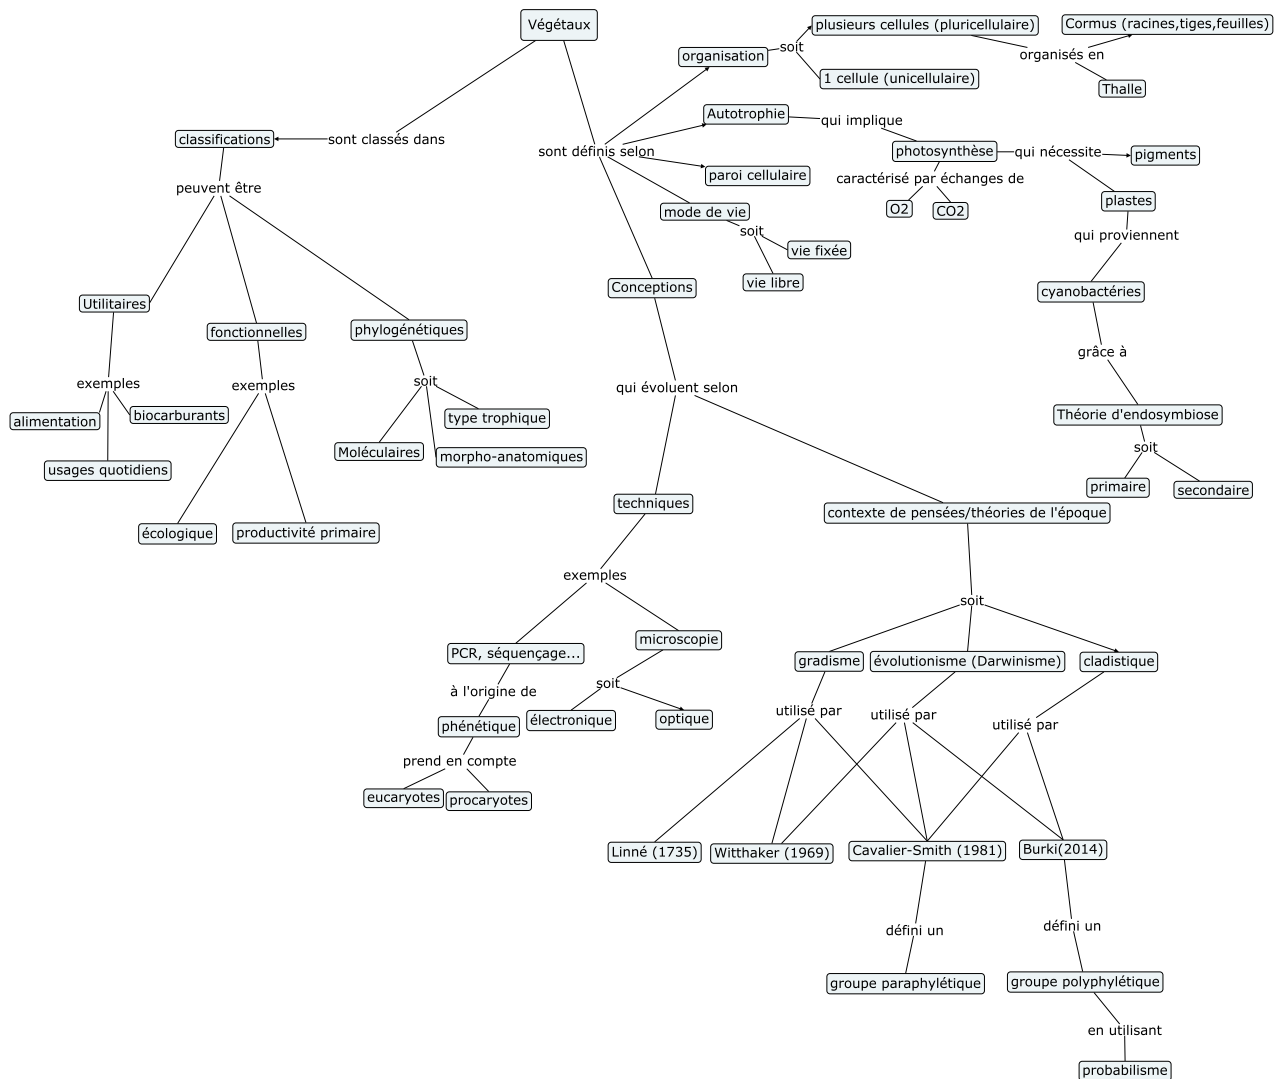 Végétaux
plusieurs cellules (pluricellulaire)
Cormus (racines,tiges,feuilles)
organisation
soit
organisés en
1 cellule (unicellulaire)
Thalle
classifications
sont classés dans
sont définis selon
Autotrophie
qui implique
photosynthèse
qui nécessite
pigments
paroi cellulaire
caractérisé par échanges de
O2
CO2
plastes
qui proviennent
mode de vie
soit
vie fixée
vie libre
peuvent être
Conceptions
cyanobactéries
grâce à
Utilitaires
fonctionnelles
phylogénétiques
exemples
exemples
soit
qui évoluent selon
Théorie d'endosymbiose
soit
primaire
secondaire
alimentation
biocarburants
usages quotidiens
type trophique
Moléculaires
morpho-anatomiques
écologique
productivité primaire
techniques
contexte de pensées/théories de l'époque
exemples
soit
PCR, séquençage...
microscopie
gradisme
évolutionisme (Darwinisme)
cladistique
à l'origine de
soit
phénétique
électronique
optique
utilisé par
utilisé par
utilisé par
prend en compte
eucaryotes
procaryotes
Linné (1735)
Witthaker (1969)
Cavalier-Smith (1981)
Burki(2014)
défini un
défini un
groupe paraphylétique
groupe polyphylétique
en utilisant
probabilisme